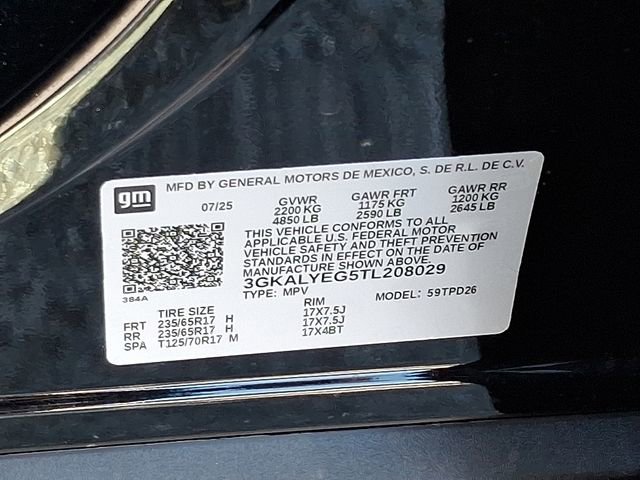 gm
MFD BY GENERAL MOTORS DE MEXICO, S. DE R.L. DE C.V.
07/25 GVWR GAWR FRT GAWR RR
2200 KG 1175 KG 1200 KG
4850 LB 2590 LB 2645 LB
THIS VEHICLE CONFORMS TO ALL
APPLICABLE U.S. FEDERAL MOTOR
VEHICLE SAFETY AND THEFT PREVENTION
STANDARDS IN EFFECT ON THE DATE OF
MANUFACTURE SHOWN ABOVE.
3GKALYEG5TL208029
TYPE: MPV MODEL: 59TPD26
384A
TIRE SIZE RIM
FRT 235/65R17 H 17X7.5J
RR 235/65R17 H 17X7.5J
SPA T125/70R17 M 17X4BT